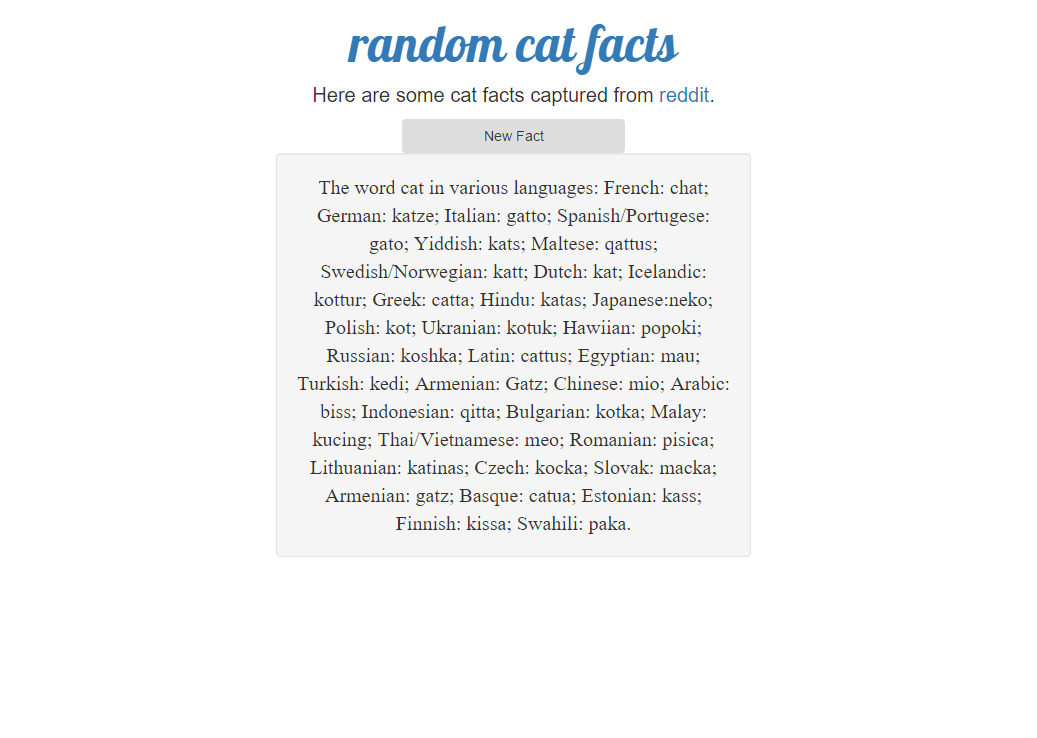 random cat facts
Here are some cat facts captured from reddit.
New Fact
The word cat in various languages: French: chat;
German: katze; Italian: gatto; Spanish/Portugese:
gato; Yiddish: kats; Maltese: qattus;
Swedish/Norwegian: katt; Dutch: kat; Icelandic:
kottur; Greek: catta; Hindu: katas; Japanese:neko;
Polish: kot; Ukranian: kotuk; Hawiian: popoki;
Russian: koshka; Latin: cattus; Egyptian: mau;
Turkish: kedi; Armenian: Gatz; Chinese: mio; Arabic:
biss; Indonesian: qitta; Bulgarian: kotka; Malay:
kucing; Thai/Vietnamese: meo; Romanian: pisica;
Lithuanian: katinas; Czech: kocka; Slovak: macka;
Armenian: gatz; Basque: catua; Estonian: kass;
Finnish: kissa; Swahili: paka.